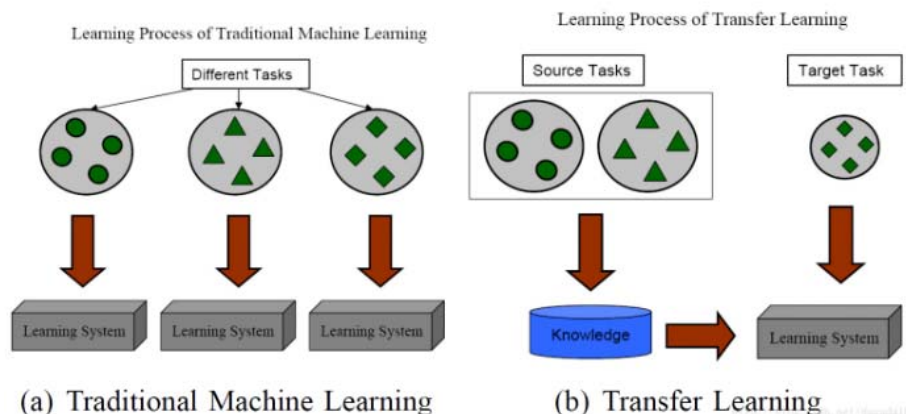 Learning Process of Traditional Machine Learning
Different Tasks
Learning System
Learning System
Learning System
(a) Traditional Machine Learning
Learning Process of Transfer Learning
Source Tasks
Target Task
Knowledge
Learning System
(b) Transfer Learning